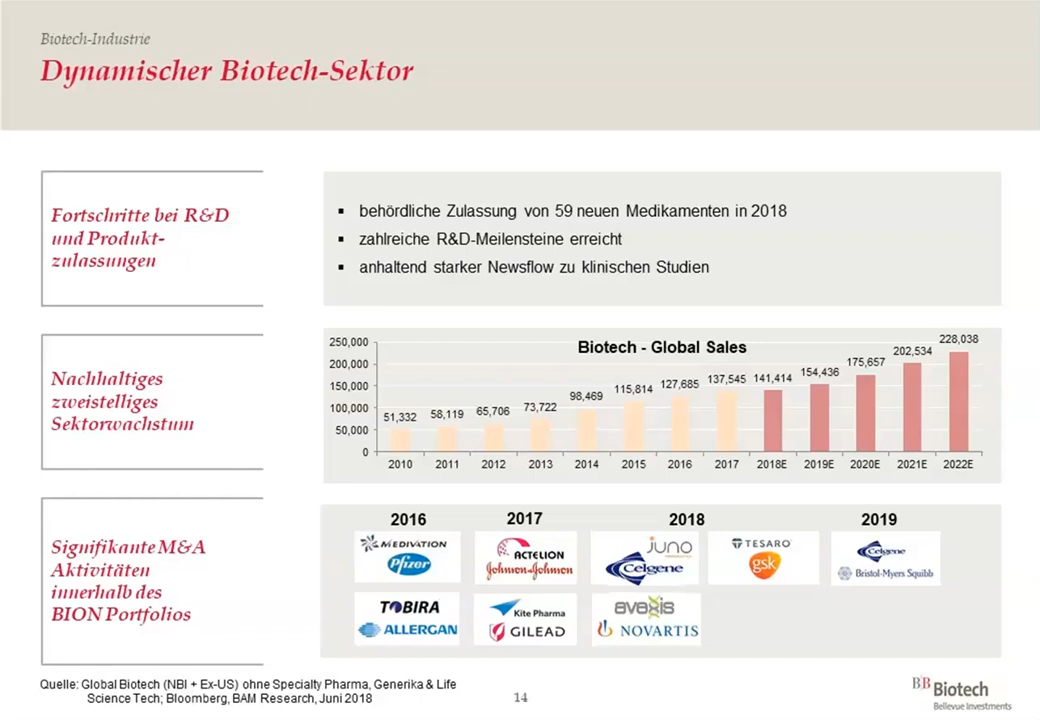 Biotech-Industrie
Dynamischer Biotech-Sektor
Fortschritte bei R&D
und Produkt-
zulassungen
▪ behördliche Zulassung von 59 neuen Medikamenten in 2018
▪ zahlreiche R&D-Meilensteine erreicht
▪ anhaltend starker Newsflow zu klinischen Studien
Nachhaltiges
zweistelliges
Sektorwachstum
Biotech - Global Sales
250,000
200,000
150,000
100,000
50,000
0
51,332 58,119 65,706 73,722 98,469 115,814 127,685 137,545 141,414 154,436 175,657 202,534 228,038
2010 2011 2012 2013 2014 2015 2016 2017 2018E 2019E 2020E 2021E 2022E
Signifikante M&A
Aktivitäten
innerhalb des
BION Portfolios
2016 2017 2018 2019
MEDIVATION
Pfizer
ACTELION
Johnson & Johnson
JUNO
Celgene
TESARO
gsk
Celgene
Bristol-Myers Squibb
TOBIRA
ALLERGAN
Kite Pharma
GILEAD
avexis
NOVARTIS
Quelle: Global Biotech (NBI + Ex-US) ohne Specialty Pharma, Generika & Life
Science Tech; Bloomberg, BAM Research, Juni 2018
14
BB Biotech
Bellevue Investments